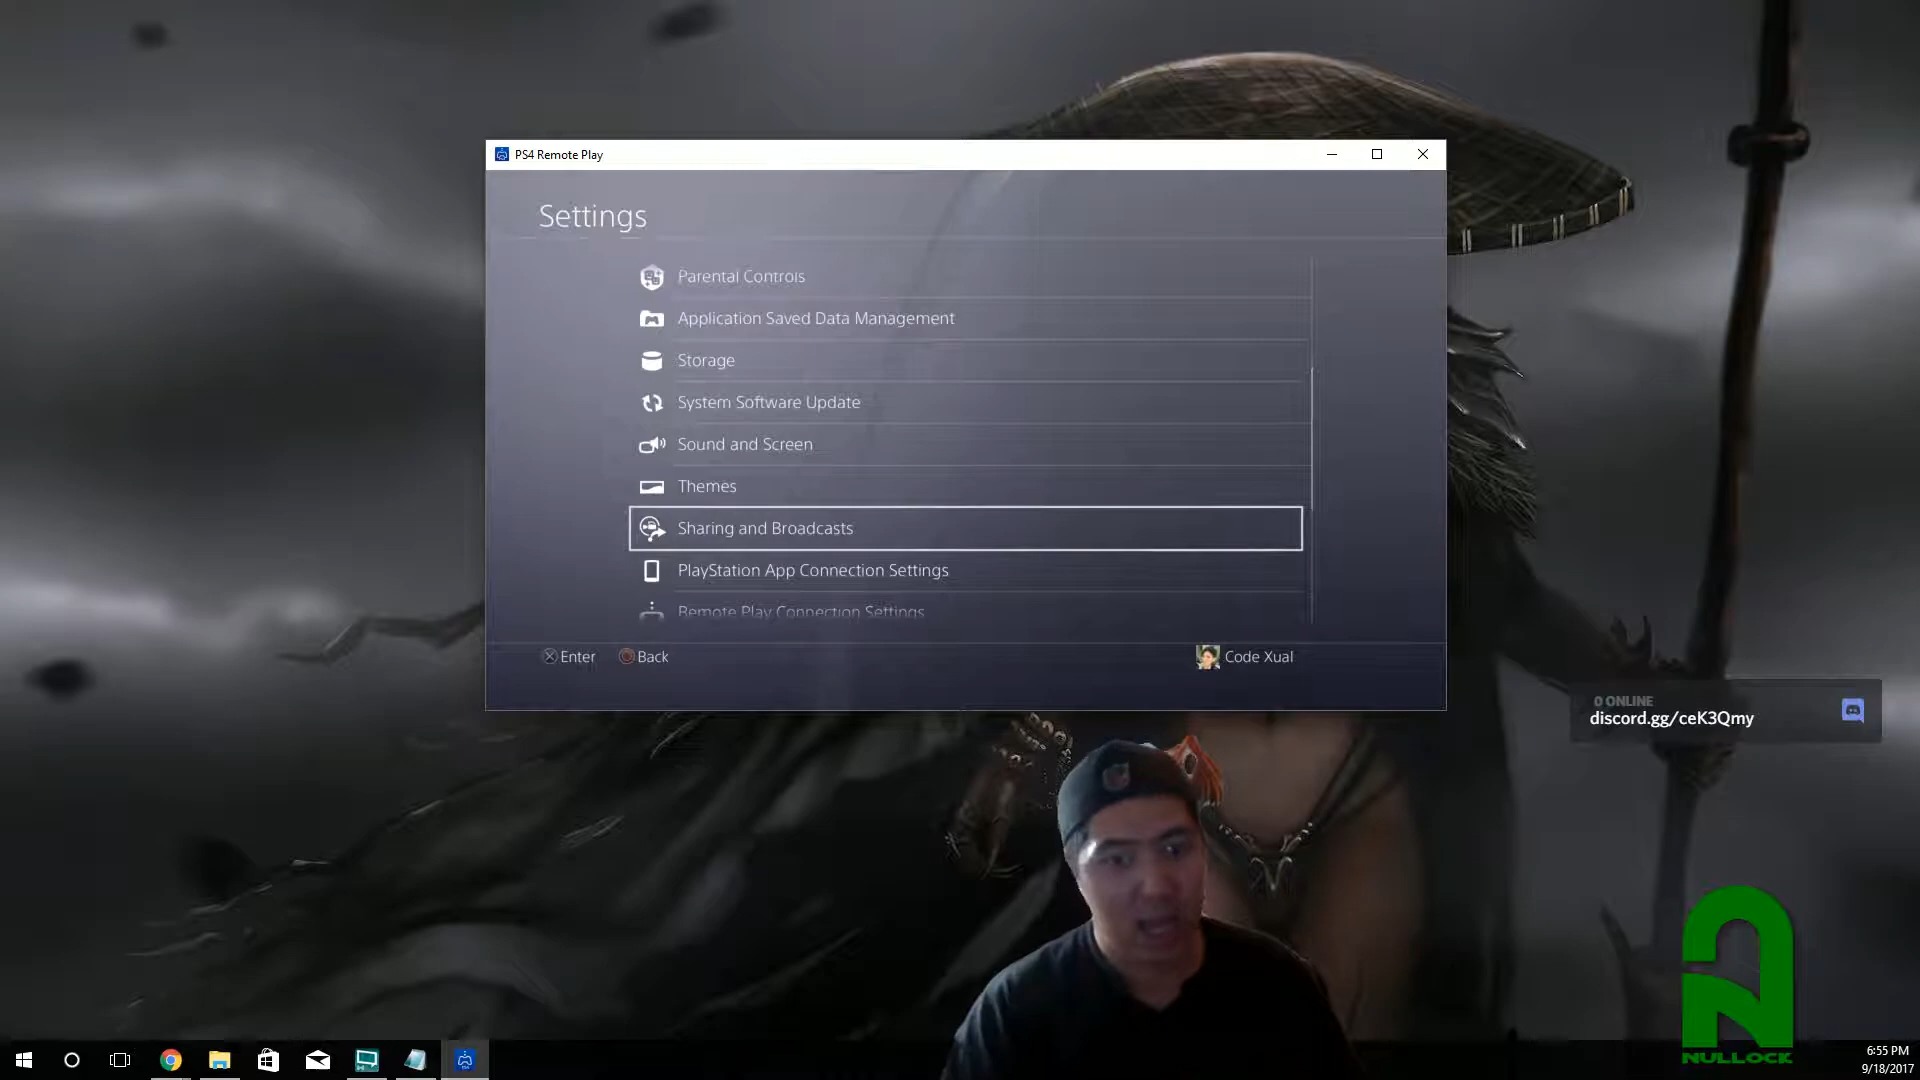 PS4 Remote Play
Settings
Parental Controls
Application Saved Data Management
Storage
System Software Update
Sound and Screen
Themes
Sharing and Broadcasts
PlayStation App Connection Settings
Remote Play Connection Settings
Enter
Back
Code Xual
0 ONLINE
discord.gg/ceK3Qmy
NULLOCK
6:55 PM
9/18/2017